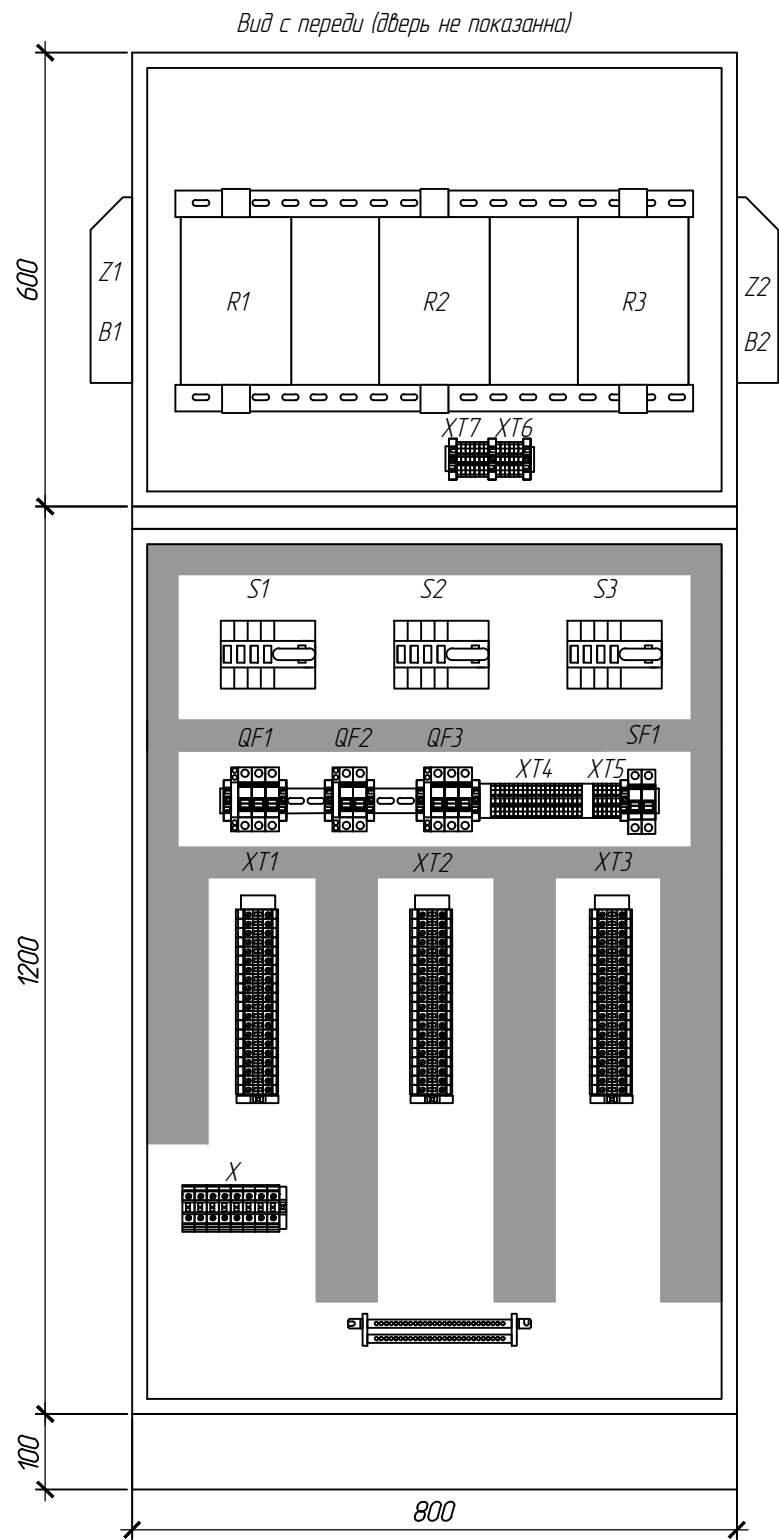 Вид с переди (дверь не показанна)
600
Z1
B1
R1
R2
R3
Z2
B2
XT7 XT6
S1
S2
S3
QF1
QF2
QF3
XT4
XT5
SF1
XT1
XT2
XT3
1200
X
100
800